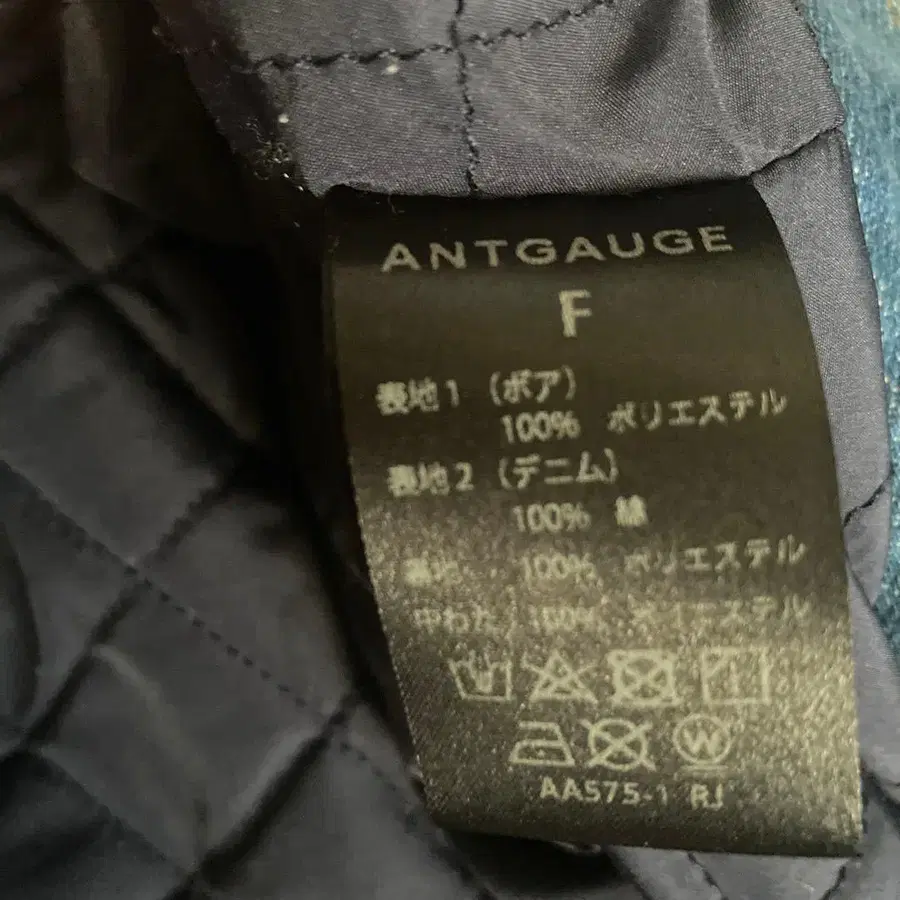 ANTGAUGE
F
表地1 (ボア)
100% ポリエステル
表地2 (デニム)
100% 綿
裏地 100% ポリエステル
中わた 100% ポリエステル
W
AA575-1 RJ